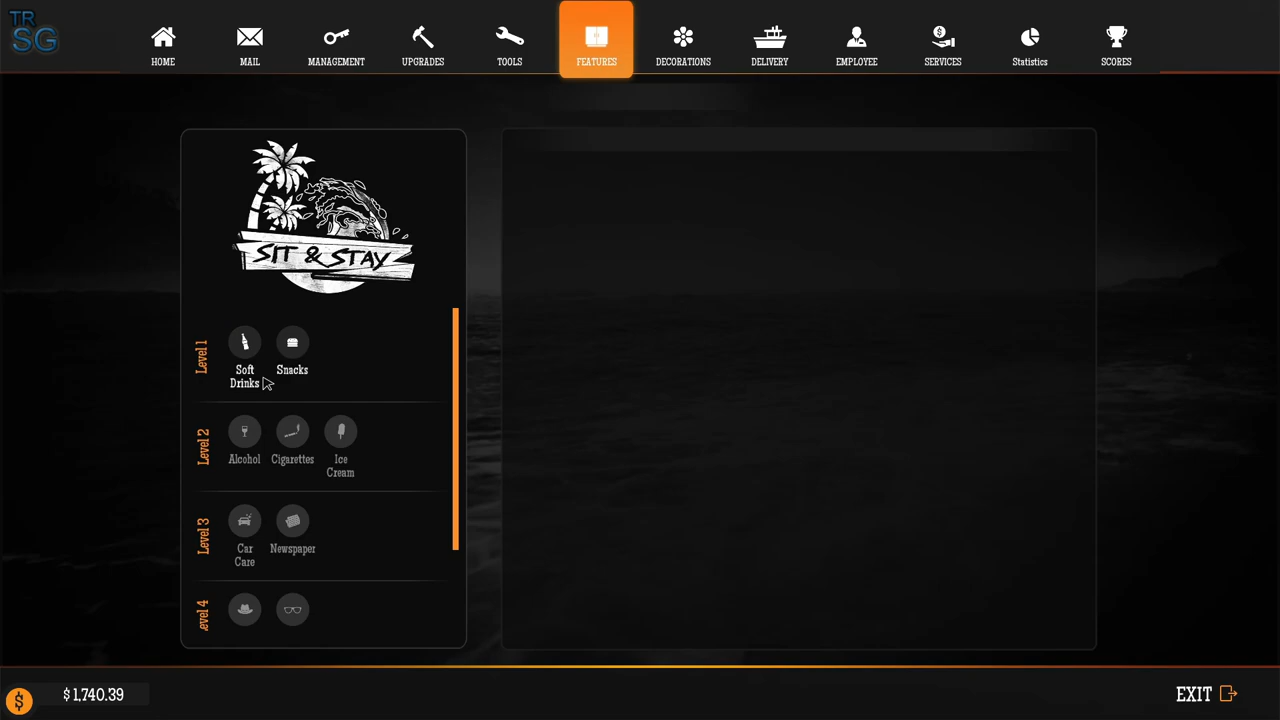 TR
SG
HOME
MAIL
MANAGEMENT
UPGRADES
TOOLS
FEATURES
DECORATIONS
DELIVERY
EMPLOYEE
SERVICES
Statistics
SCORES
SIT & STAY
Level 1
Soft
Drinks
Snacks
Level 2
Alcohol
Cigarettes
Ice
Cream
Level 3
Car
Care
Newspaper
evel 4
$ 1,740.39
EXIT